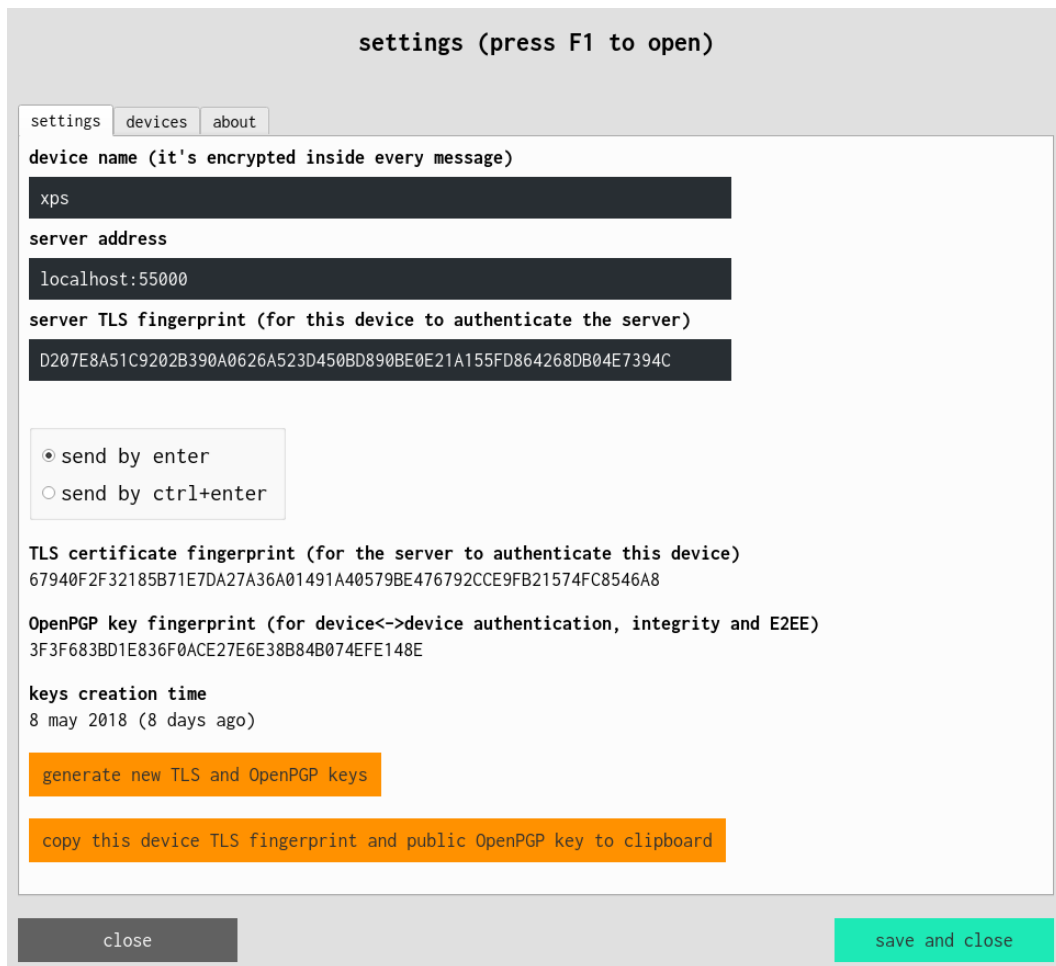 settings (press F1 to open)
settings devices about
device name (it's encrypted inside every message)
xps
server address
localhost:55000
server TLS fingerprint (for this device to authenticate the server)
D207E8A51C9202B390A0626A523D450BD890BE0E21A155FD864268DB04E7394C
send by enter
send by ctrl+enter
TLS certificate fingerprint (for the server to authenticate this device)
67940F2F32185B71E7DA27A36A01491A40579BE476792CCE9FB21574FC8546A8
OpenPGP key fingerprint (for device<->device authentication, integrity and E2EE)
3F3F683BD1E836F0ACE27E6E38B84B074EFE148E
keys creation time
8 may 2018 (8 days ago)
generate new TLS and OpenPGP keys
copy this device TLS fingerprint and public OpenPGP key to clipboard
close save and close